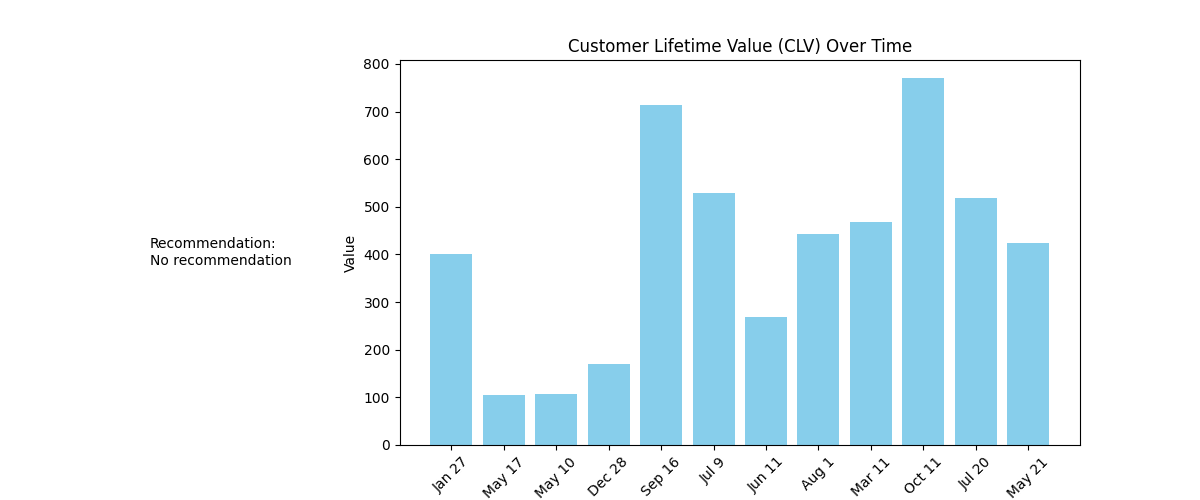 Customer Lifetime Value (CLV) Over Time
Recommendation:
No recommendation
Value
800
700
600
500
400
300
200
100
0
Jan 27
May 17
May 10
Dec 28
Sep 16
Jul 9
Jun 11
Aug 1
Mar 11
Oct 11
Jul 20
May 21